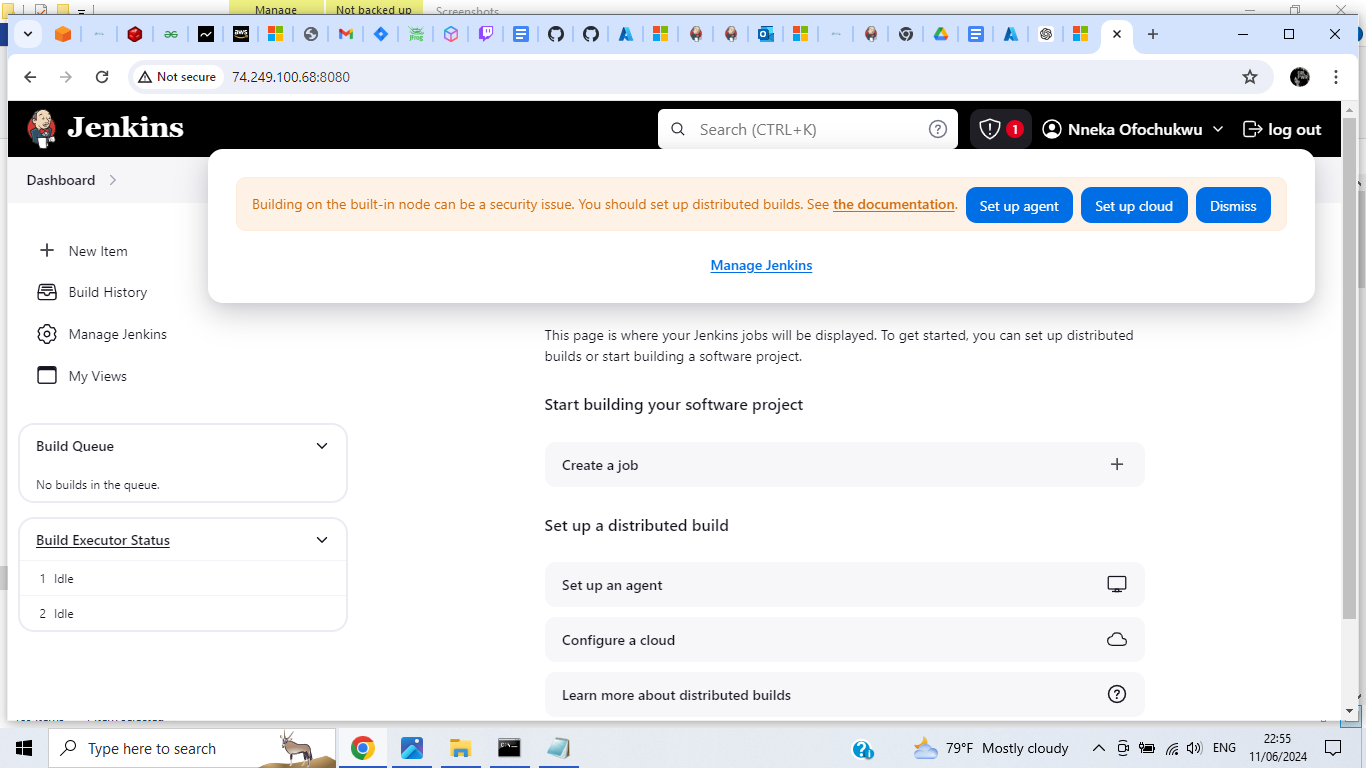 Manage
Not backed up
Screenshots
Not secure
74.249.100.68:8080
Jenkins
Search (CTRL+K)
1
Nneka Ofochukwu
log out
Dashboard
Building on the built-in node can be a security issue. You should set up distributed builds. See the documentation.
Set up agent
Set up cloud
Dismiss
Manage Jenkins
New Item
Build History
Manage Jenkins
My Views
Build Queue
No builds in the queue.
Build Executor Status
1 Idle
2 Idle
This page is where your Jenkins jobs will be displayed. To get started, you can set up distributed
builds or start building a software project.
Start building your software project
Create a job
Set up a distributed build
Set up an agent
Configure a cloud
Learn more about distributed builds
Type here to search
79°F Mostly cloudy
ENG
22:55
11/06/2024